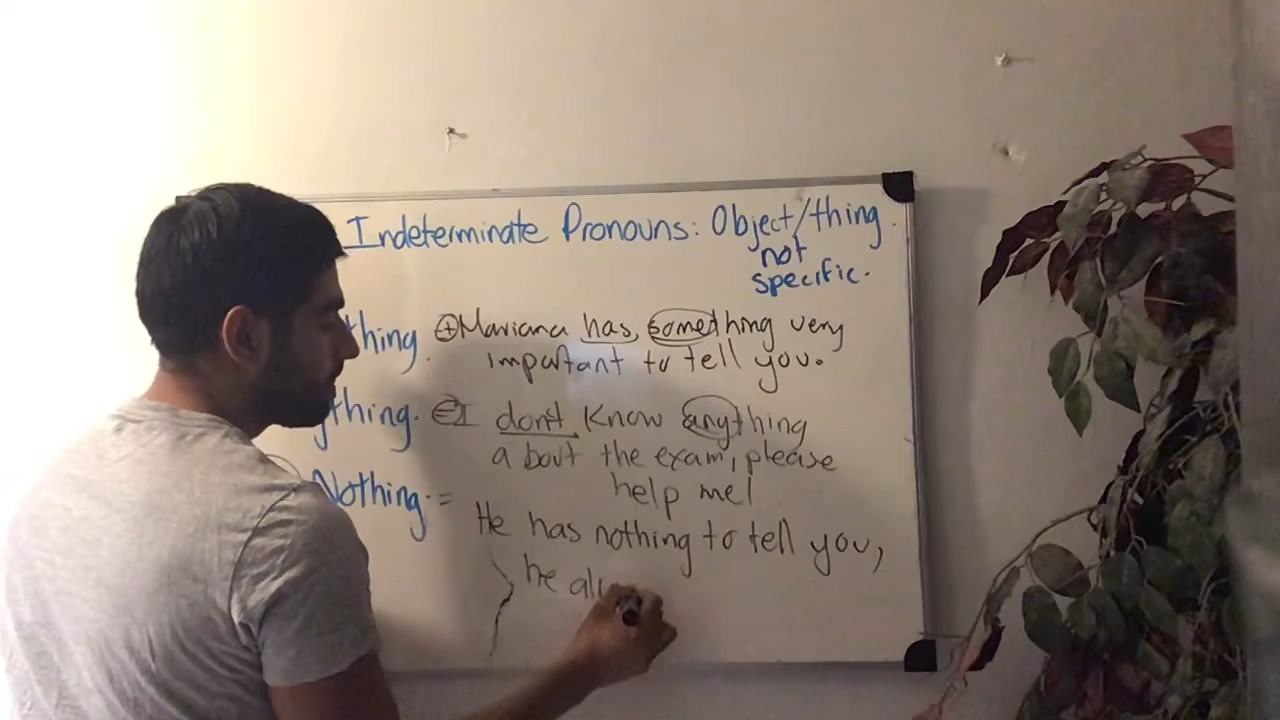 Indeterminate Pronouns: Object/thing.
not
specific.
thing. + Mariana has something very
important to tell you.
ything. - I don't know anything
about the exam, please
help me!
Nothing. =
He has nothing to tell you,
he al